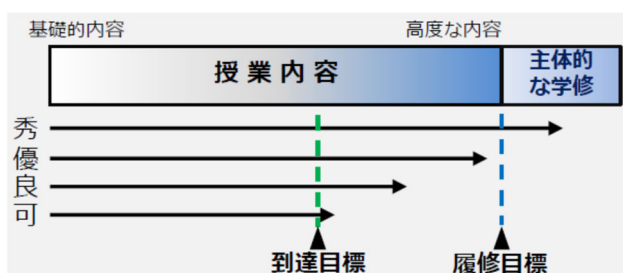 基礎的内容
高度な内容
授業内容
主体的
な学修
秀
優
良
可
到達目標
履修目標